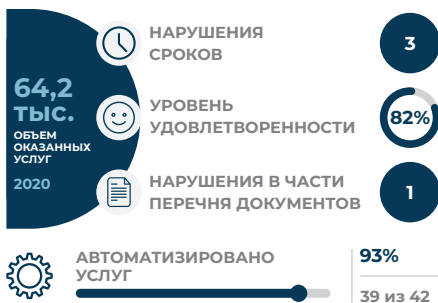 64,2
ТЫС.
ОБЪЕМ
ОКАЗАННЫХ
УСЛУГ
2020
НАРУШЕНИЯ
СРОКОВ
3
УРОВЕНЬ
УДОВЛЕТВОРЕННОСТИ
82%
НАРУШЕНИЯ В ЧАСТИ
ПЕРЕЧНЯ ДОКУМЕНТОВ
1
АВТОМАТИЗИРОВАНО
УСЛУГ
93%
39 из 42